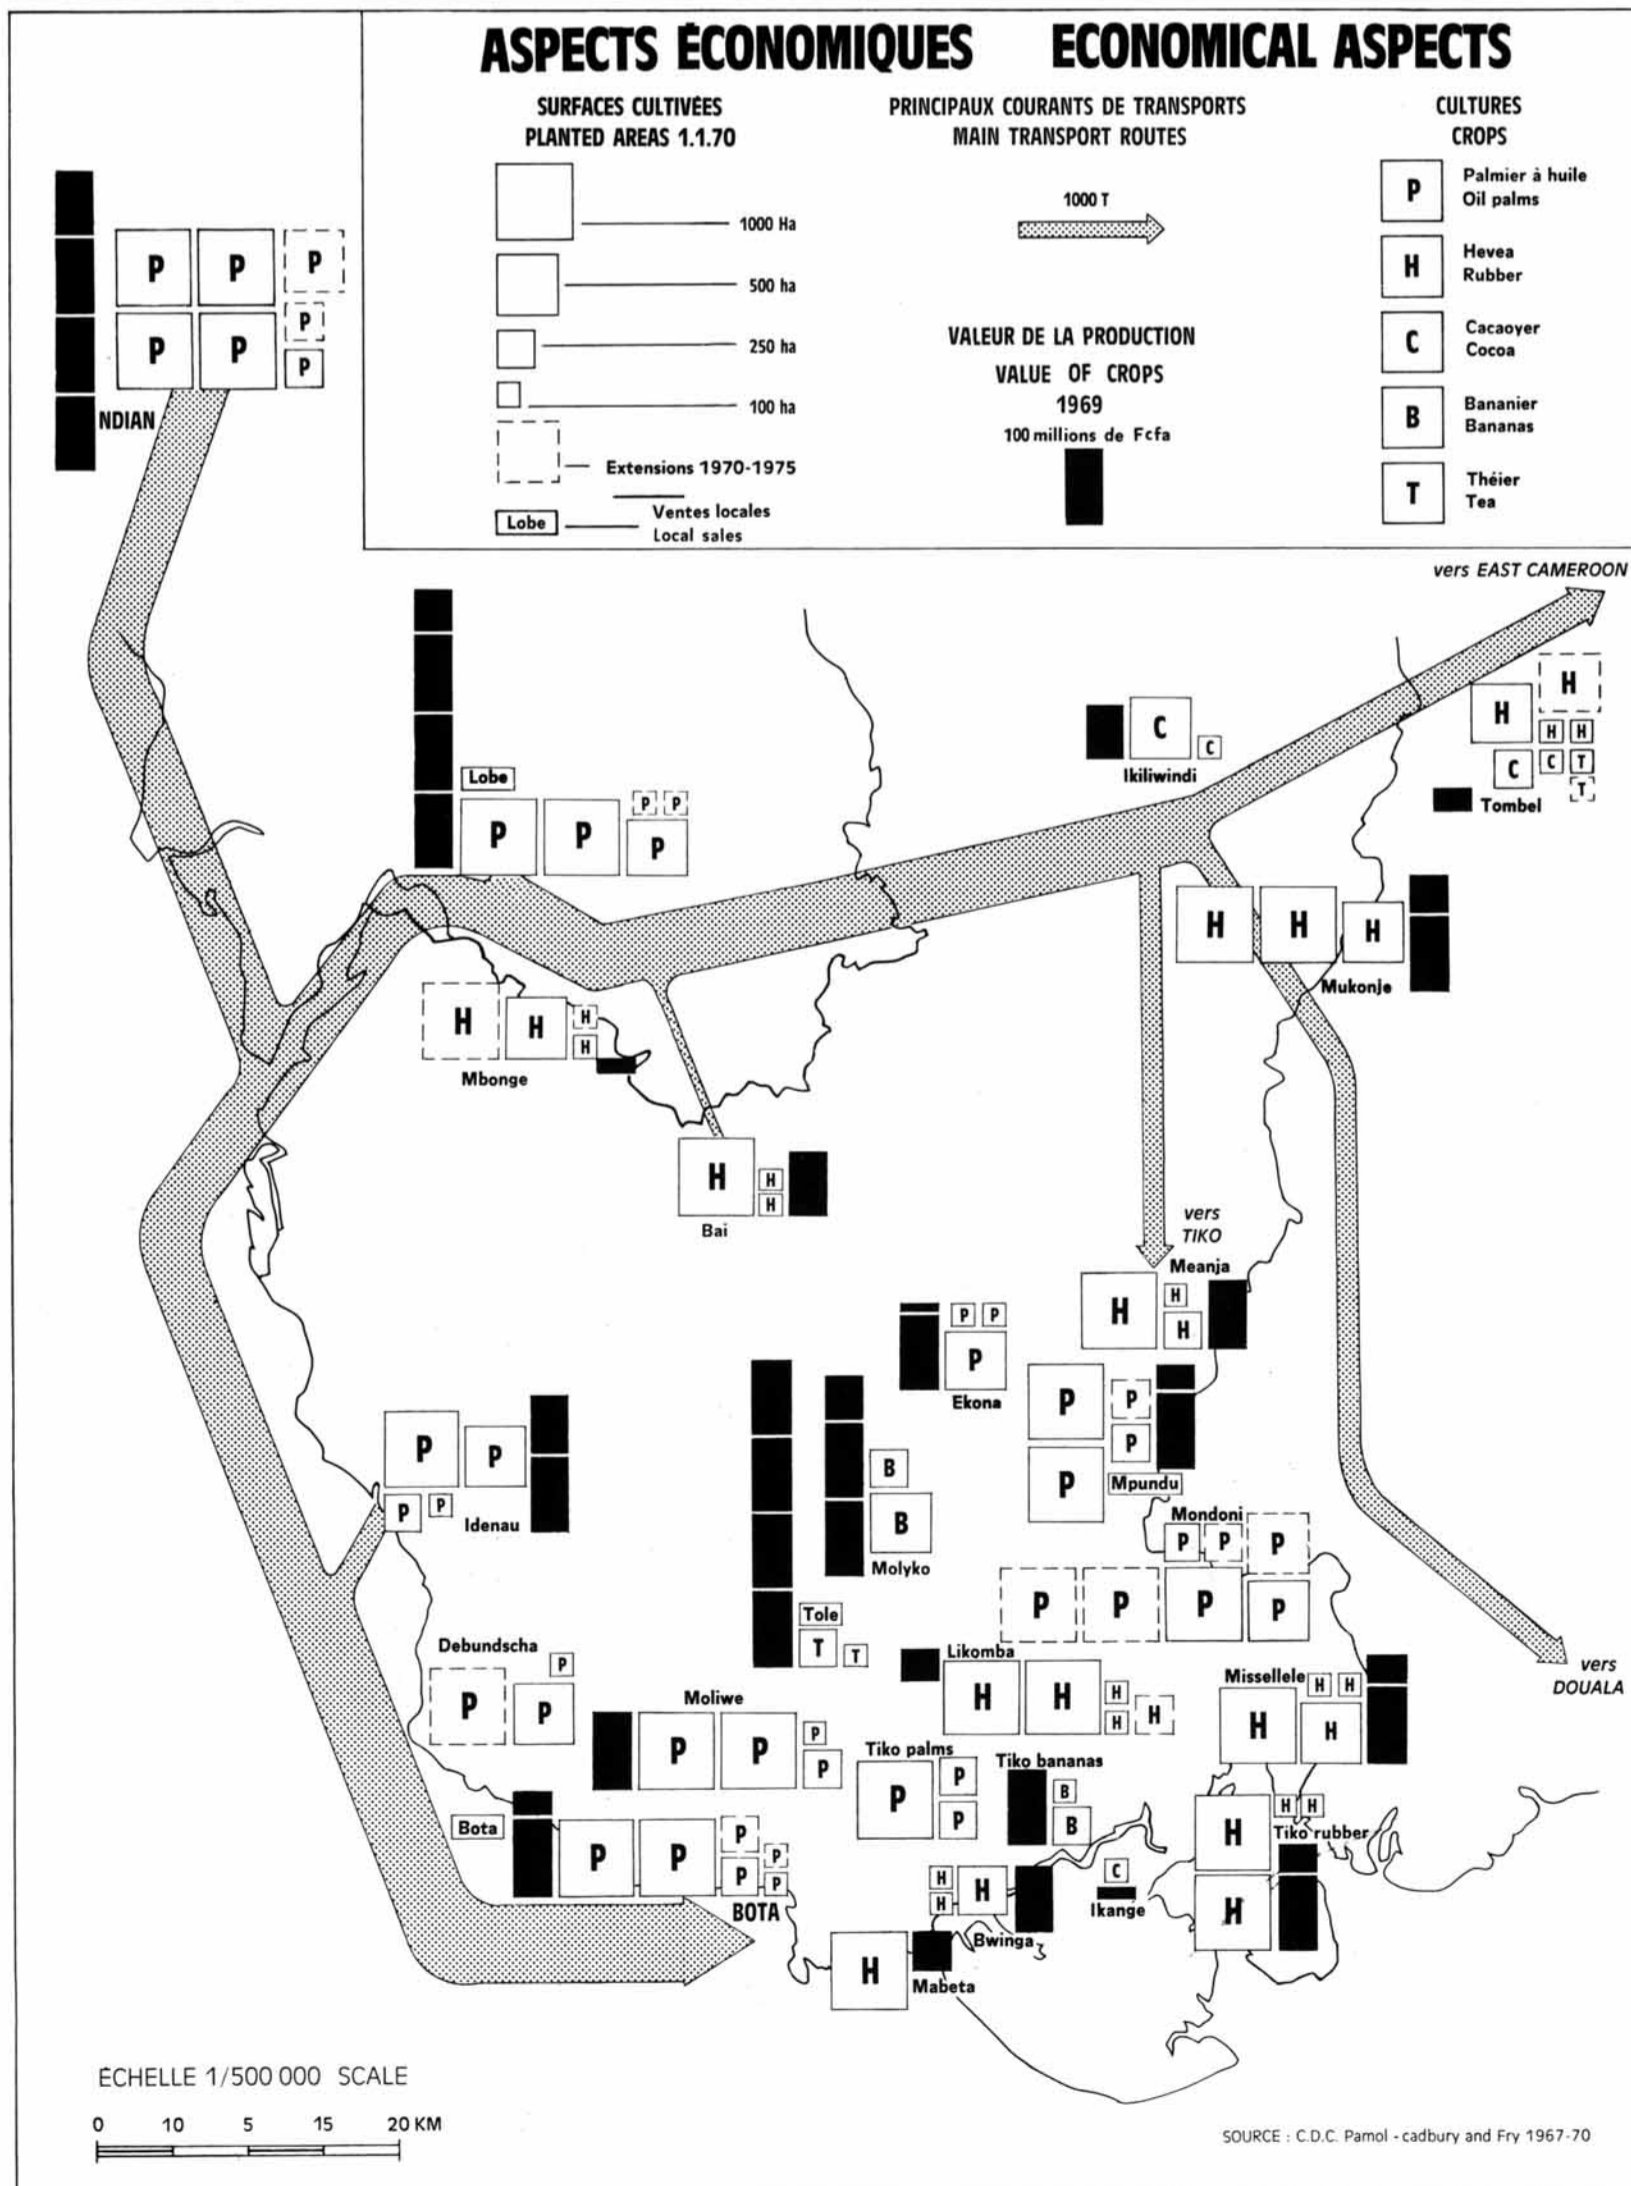 ASPECTS ÉCONOMIQUES ECONOMICAL ASPECTS
SURFACES CULTIVÉES
PLANTED AREAS 1.1.70
1000 Ha
500 ha
250 ha
100 ha
Extensions 1970-1975
Lobe
Ventes locales
Local sales
PRINCIPAUX COURANTS DE TRANSPORTS
MAIN TRANSPORT ROUTES
1000 T
VALEUR DE LA PRODUCTION
VALUE OF CROPS
1969
100 millions de Fcfa
CULTURES
CROPS
P Palmier à huile
Oil palms
H Hevea
Rubber
C Cacaoyer
Cocoa
B Bananier
Bananas
T Théier
Tea
P P P
P
P P P
NDIAN
vers EAST CAMEROON
H
H
H H
C C T
T
Tombel
C C
Ikiliwindi
Lobe
P P
P P P
H H H
Mukonje
H H H
H
Mbonge
H H
H
Bai
vers
TIKO
Meanja
H H
H
P P
P
Ekona
P P
P
P
Mpundu
P P
P P
Idenau
B
B
Molyko
Mondoni
P P P
P P P P
Tole
T T
Debundscha
P
P P
Likomba
H H H
H H
Missellele
H H
H H
vers
DOUALA
Moliwe
P P P
P
Tiko palms
P P
P
Tiko bananas
B
B
Bota
P P P
P
P P
BOTA
H H
H
Tiko rubber
H
H
H H
Bwinga
C
Ikange
H
Mabeta
ÉCHELLE 1/500 000 SCALE
0 10 5 15 20 KM
SOURCE : C.D.C. Pamol - cadbury and Fry 1967-70